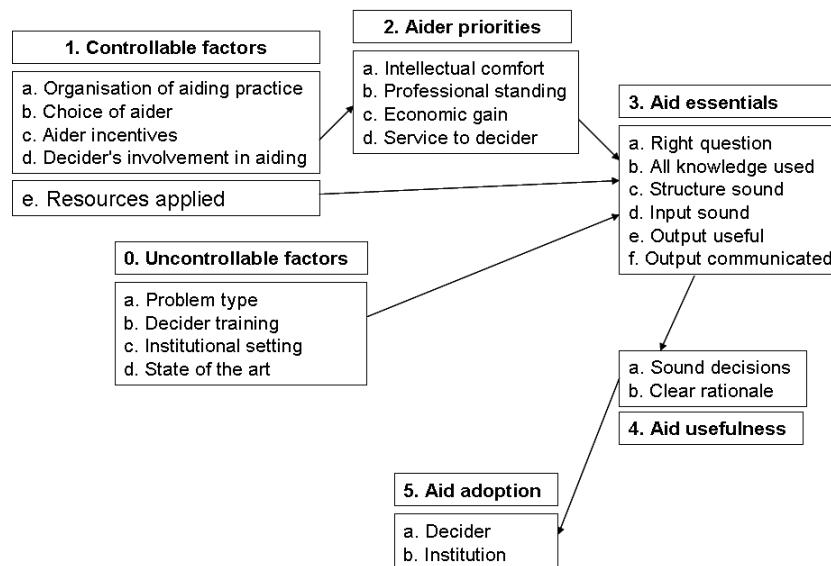 1. Controllable factors
a. Organisation of aiding practice
b. Choice of aider
c. Aider incentives
d. Decider's involvement in aiding
e. Resources applied
2. Aider priorities
a. Intellectual comfort
b. Professional standing
c. Economic gain
d. Service to decider
3. Aid essentials
a. Right question
b. All knowledge used
c. Structure sound
d. Input sound
e. Output useful
f. Output communicated
0. Uncontrollable factors
a. Problem type
b. Decider training
c. Institutional setting
d. State of the art
a. Sound decisions
b. Clear rationale
4. Aid usefulness
5. Aid adoption
a. Decider
b. Institution